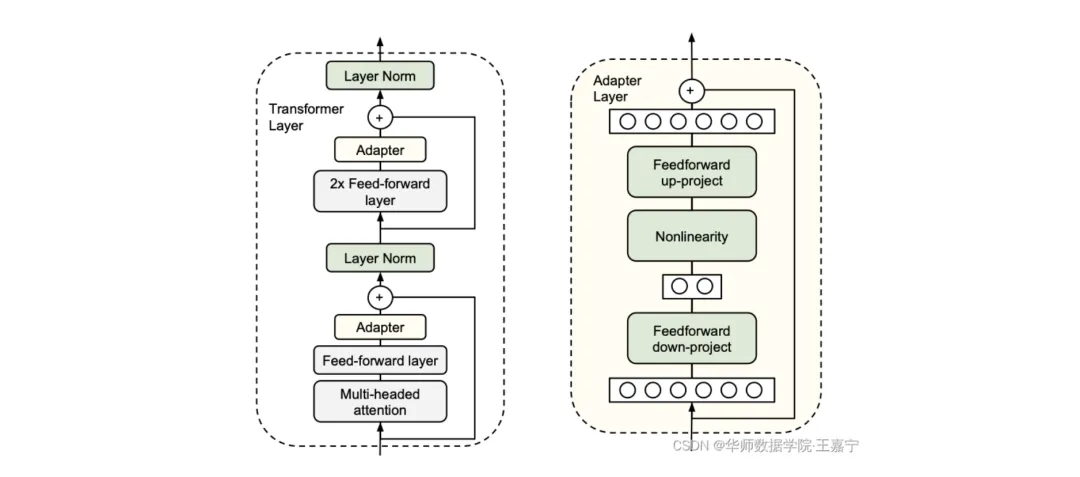 Layer Norm
Transformer
Layer
+
Adapter
2x Feed-forward
layer
Layer Norm
+
Adapter
Feed-forward layer
Multi-headed
attention
Adapter
Layer
+
Feedforward
up-project
Nonlinearity
Feedforward
down-project
CSDN @华师数据学院·王嘉宁